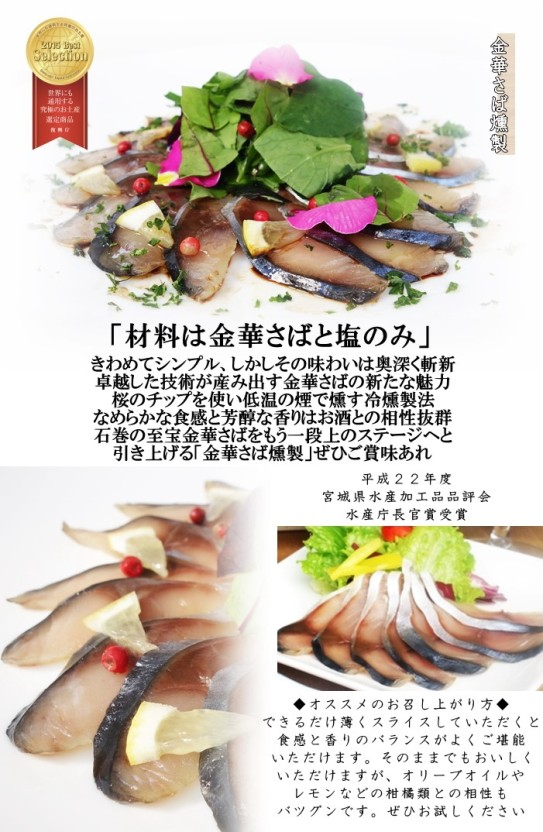 2015 Best
Selection
世界にも
通用する
究極のお土産
選定商品
観光庁
金華さば燻製
「材料は金華さばと塩のみ」
きわめてシンプル、しかしその味わいは奥深く斬新
卓越した技術が産み出す金華さばの新たな魅力
桜のチップを使い低温の煙で燻す冷燻製法
なめらかな食感と芳醇な香りはお酒との相性抜群
石巻の至宝金華さばをもう一段上のステージへと
引き上げる「金華さば燻製」ぜひご賞味あれ
平成２２年度
宮城県水産加工品品評会
水産庁長官賞受賞
◆オススメのお召し上がり方◆
できるだけ薄くスライスしていただくと
食感と香りのバランスがよくご堪能
いただけます。そのままでもおいしく
いただけますが、オリーブオイルや
レモンなどの柑橘類との相性も
バツグンです。ぜひお試しください